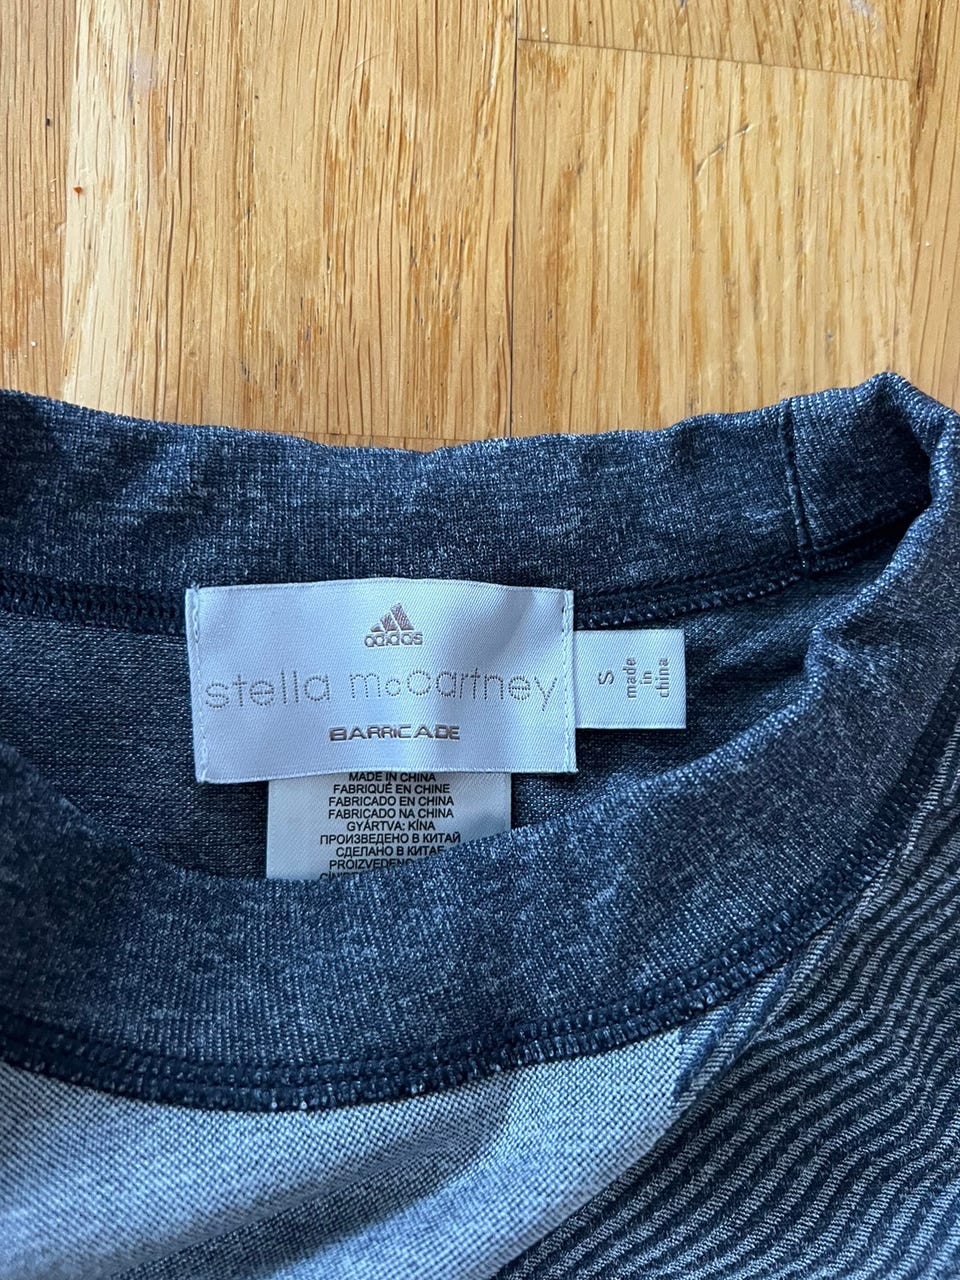 adidas
stella mcCartney
BARRICADE
S
made
in
china
MADE IN CHINA
FABRIQUÉ EN CHINE
FABRICADO EN CHINA
FABRICADO NA CHINA
GYÁRTVA: KÍNA
ПРОИЗВЕДЕНО В КИТАЙ
СДЕЛАНО В КИТАЕ
PROIZVEDENO